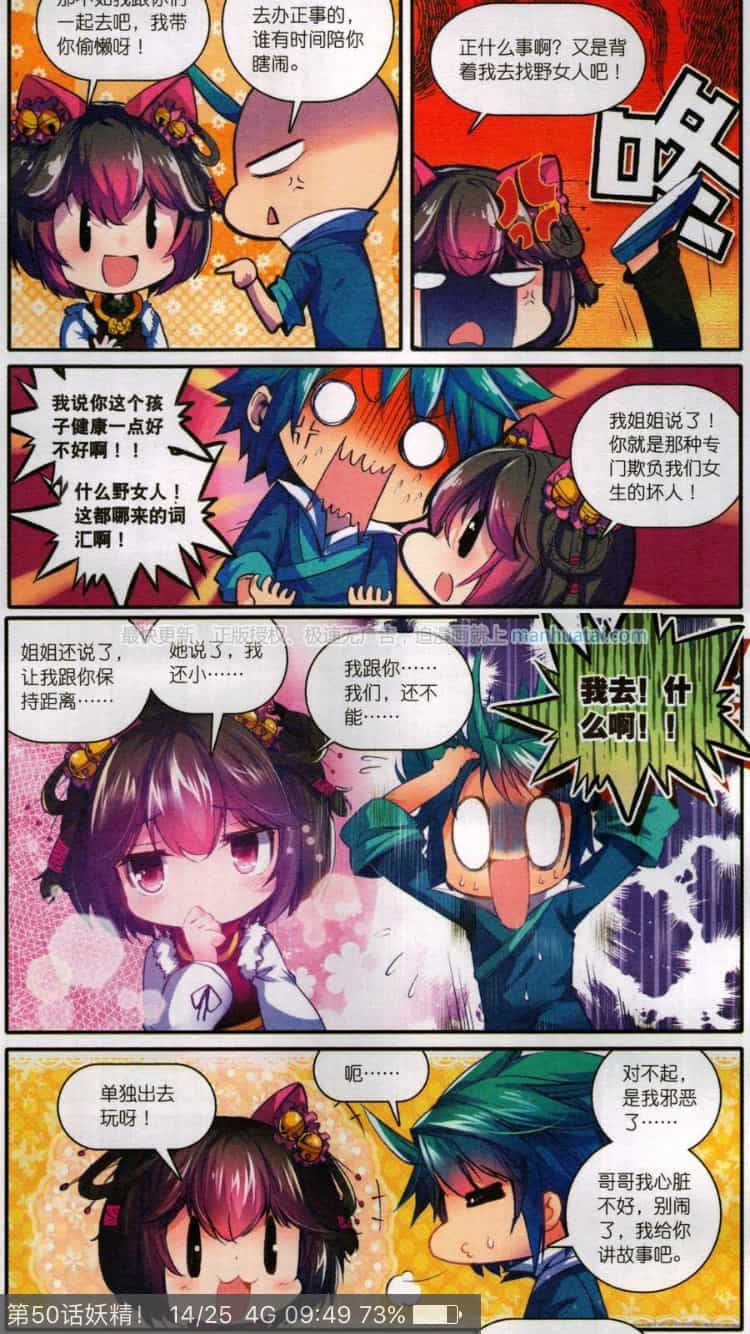 那不如我跟你们
一起去吧，我带
你偷懒呀！
去办正事的，
谁有时间陪你
瞎闹。
正什么事啊？又是背
着我去找野女人吧！
咚
我说你这个孩
子健康一点好
不好啊！！
什么野女人！
这都哪来的词
汇啊！
我姐姐说了！
你就是那种专
门欺负我们女
生的坏人！
最快更新、正版授权、极速无广告，追漫画就上 manhuatai.com
姐姐还说了，
让我跟你保
持距离……
她说了，我
还小……
我跟你……
我们，还不
能……
我去！什
么啊！！
单独出去
玩呀！
呃……
对不起，
是我邪恶
了……
哥哥我心脏
不好，别闹
了，我给你
讲故事吧。
第50话妖精！ 14/25 4G 09:49 73%